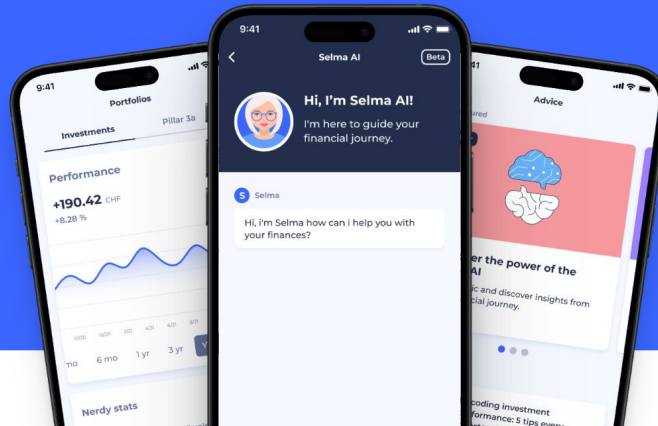 9:41
Portfolios
Investments
Pillar 3a
Performance
+190.42 CHF
+8.28 %
6 mo
1 yr
3 yr
Nerdy stats
9:41
Selma AI
Beta
Hi, I'm Selma AI!
I'm here to guide your
financial journey.
S Selma
Hi, i'm Selma how can i help you with
your finances?
Advice
the power of the
AI
and discover insights from
journey.
investment
5 tips